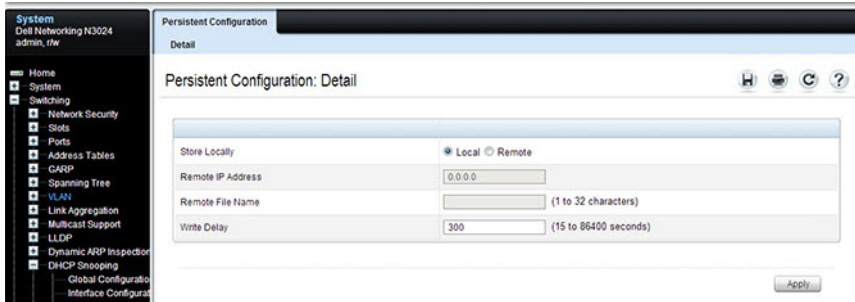 System
Dell Networking N3024
admin, r/w
Home
System
Switching
Network Security
Slots
Ports
Address Tables
GARP
Spanning Tree
VLAN
Link Aggregation
Multicast Support
LLDP
Dynamic ARP Inspection
DHCP Snooping
Global Configuratio
Interface Configurat
Persistent Configuration
Detail
Persistent Configuration: Detail
H C ?
Store Locally Local Remote
Remote IP Address 0.0.0.0
Remote File Name (1 to 32 characters)
Write Delay 300 (15 to 86400 seconds)
Apply